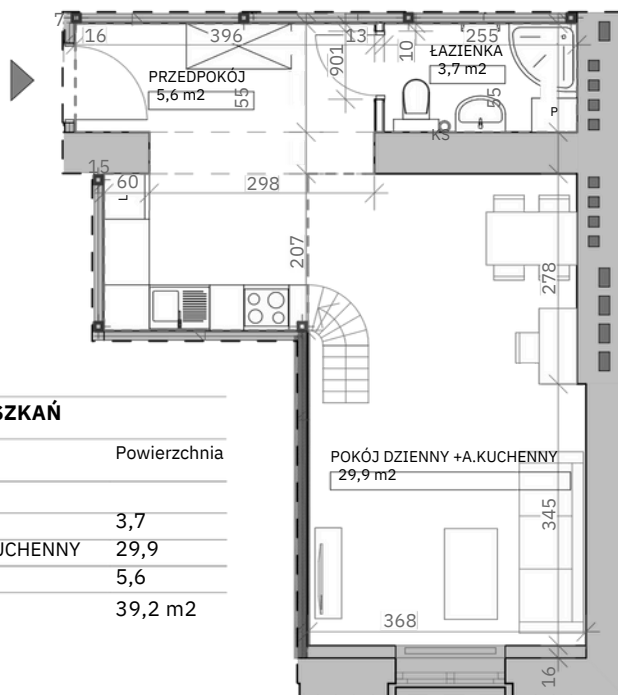 7
16
396
13
255
901
10
ŁAZIENKA
3,7 m2
PRZEDPOKÓJ
5,6 m2
55
55
P
KS
15
60
298
L
207
278
SZKAŃ
Powierzchnia
POKÓJ DZIENNY +A.KUCHENNY
29,9 m2
345
3,7
UCHENNY 29,9
5,6
39,2 m2
368
16